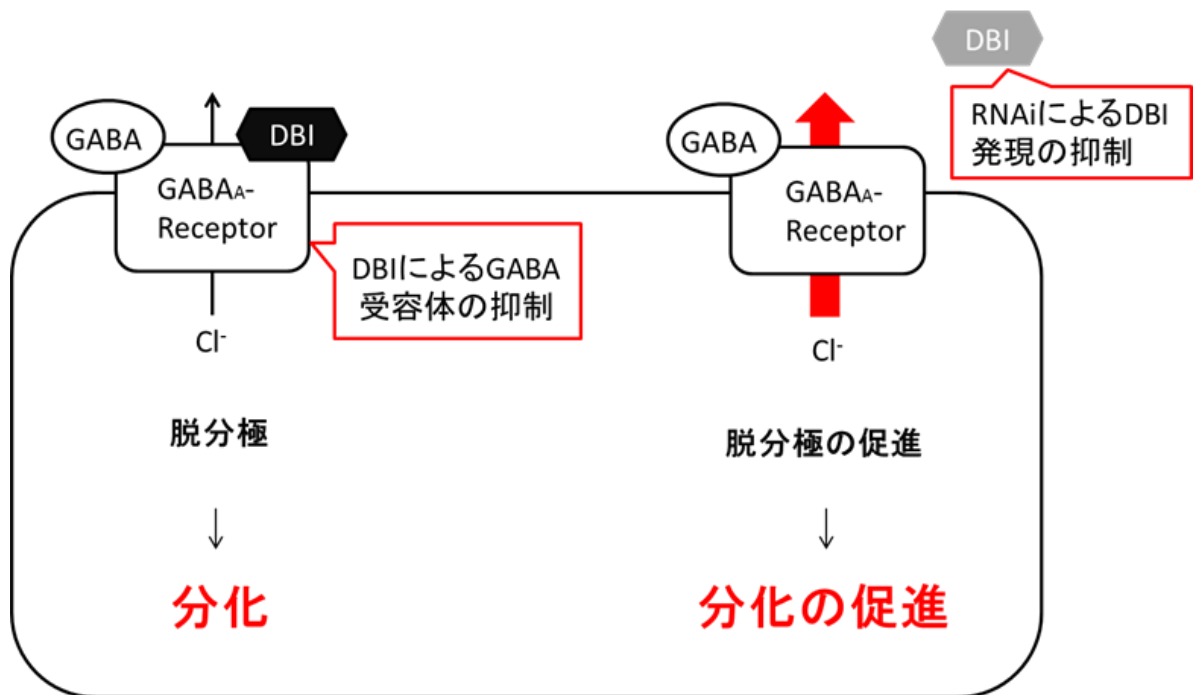 DBI
RNAiによるDBI
発現の抑制
GABA
DBI
GABAA-
Receptor
DBIによるGABA
受容体の抑制
Cl-
脱分極
分化
GABA
GABAA-
Receptor
Cl-
脱分極の促進
分化の促進